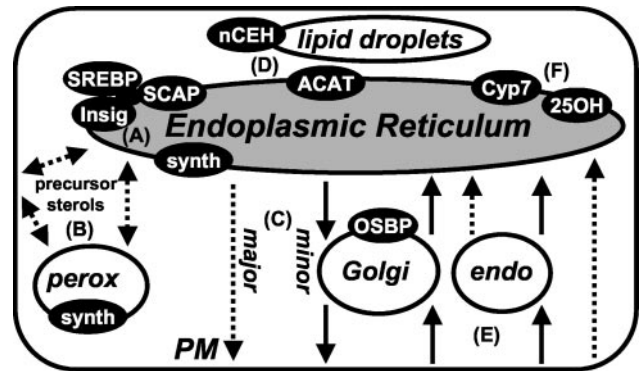 nCEH
lipid droplets
(D)
(F)
SREBP
SCAP
ACAT
Cyp7
25OH
Insig
(A)
Endoplasmic Reticulum
synth
precursor
sterols
(B)
(C)
major
minor
OSBP
perox
Golgi
endo
synth
(E)
PM